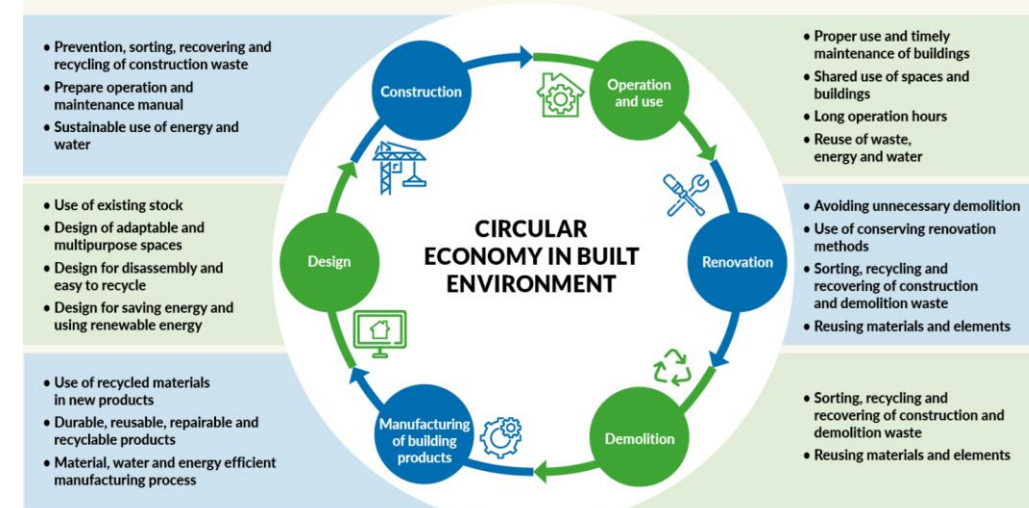 • Prevention, sorting, recovering and
recycling of construction waste
• Prepare operation and
maintenance manual
• Sustainable use of energy and
water
• Use of existing stock
• Design of adaptable and
multipurpose spaces
• Design for disassembly and
easy to recycle
• Design for saving energy and
using renewable energy
• Use of recycled materials
in new products
• Durable, reusable, repairable and
recyclable products
• Material, water and energy efficient
manufacturing process
Construction
Operation
and use
Design
CIRCULAR
ECONOMY IN BUILT
ENVIRONMENT
Renovation
Manufacturing
of building
products
Demolition
• Proper use and timely
maintenance of buildings
• Shared use of spaces and
buildings
• Long operation hours
• Reuse of waste,
energy and water
• Avoiding unnecessary demolition
• Use of conserving renovation
methods
• Sorting, recycling and
recovering of construction
and demolition waste
• Reusing materials and elements
• Sorting, recycling and
recovering of construction and
demolition waste
• Reusing materials and elements